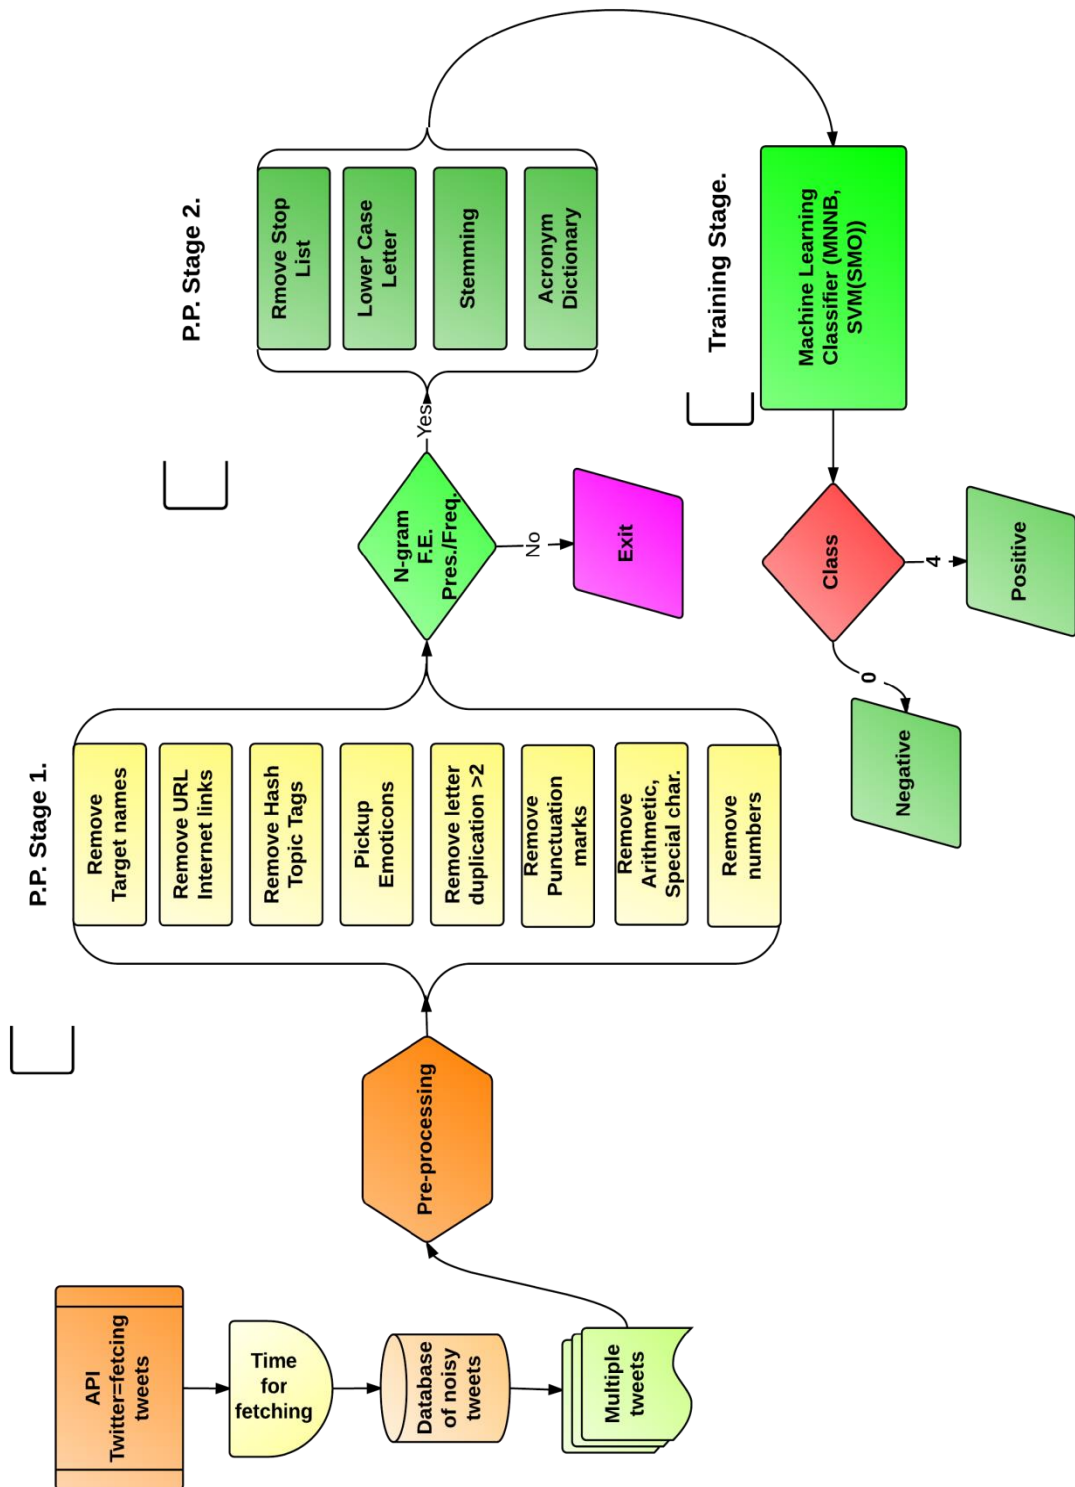 API
Twitter=fetcing
tweets
Time
for
fetching
Database
of noisy
tweets
Multiple
tweets
Pre-processing
P.P. Stage 1.
Remove
Target names
Remove URL
Internet links
Remove Hash
Topic Tags
Pickup
Emoticons
Remove letter
duplication >2
Remove
Punctuation
marks
Remove
Arithmetic,
Special char.
Remove
numbers
N-gram
F.E.
Pres./Freq.
Yes
No
Exit
P.P. Stage 2.
Rmove Stop
List
Lower Case
Letter
Stemming
Acronym
Dictionary
Training Stage.
Machine Learning
Classifier (MNNB,
SVM(SMO))
Class
0
4
Negative
Positive